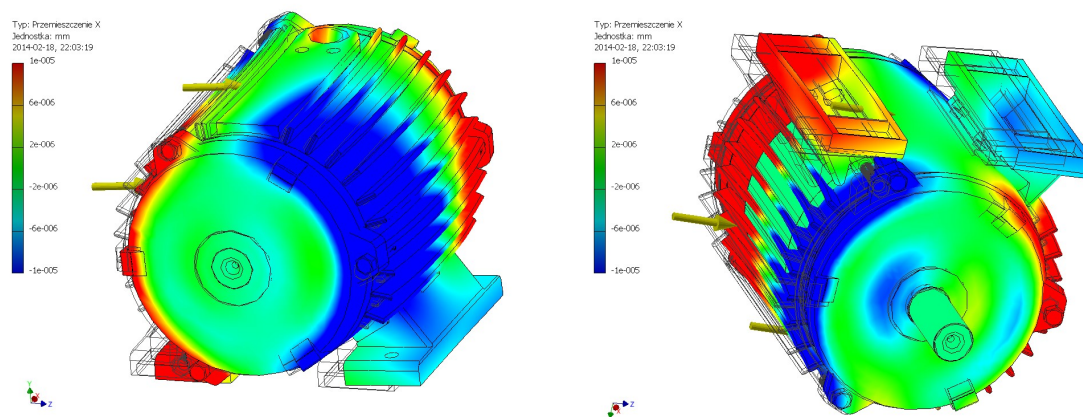 Typ: Przemieszczenie X
Jednostka: mm
2014-02-18, 22:03:19
1e-005
6e-006
2e-006
-2e-006
-6e-006
-1e-005
Y
X
Z
Typ: Przemieszczenie X
Jednostka: mm
2014-02-18, 22:03:19
1e-005
6e-006
2e-006
-2e-006
-6e-006
-1e-005
Z